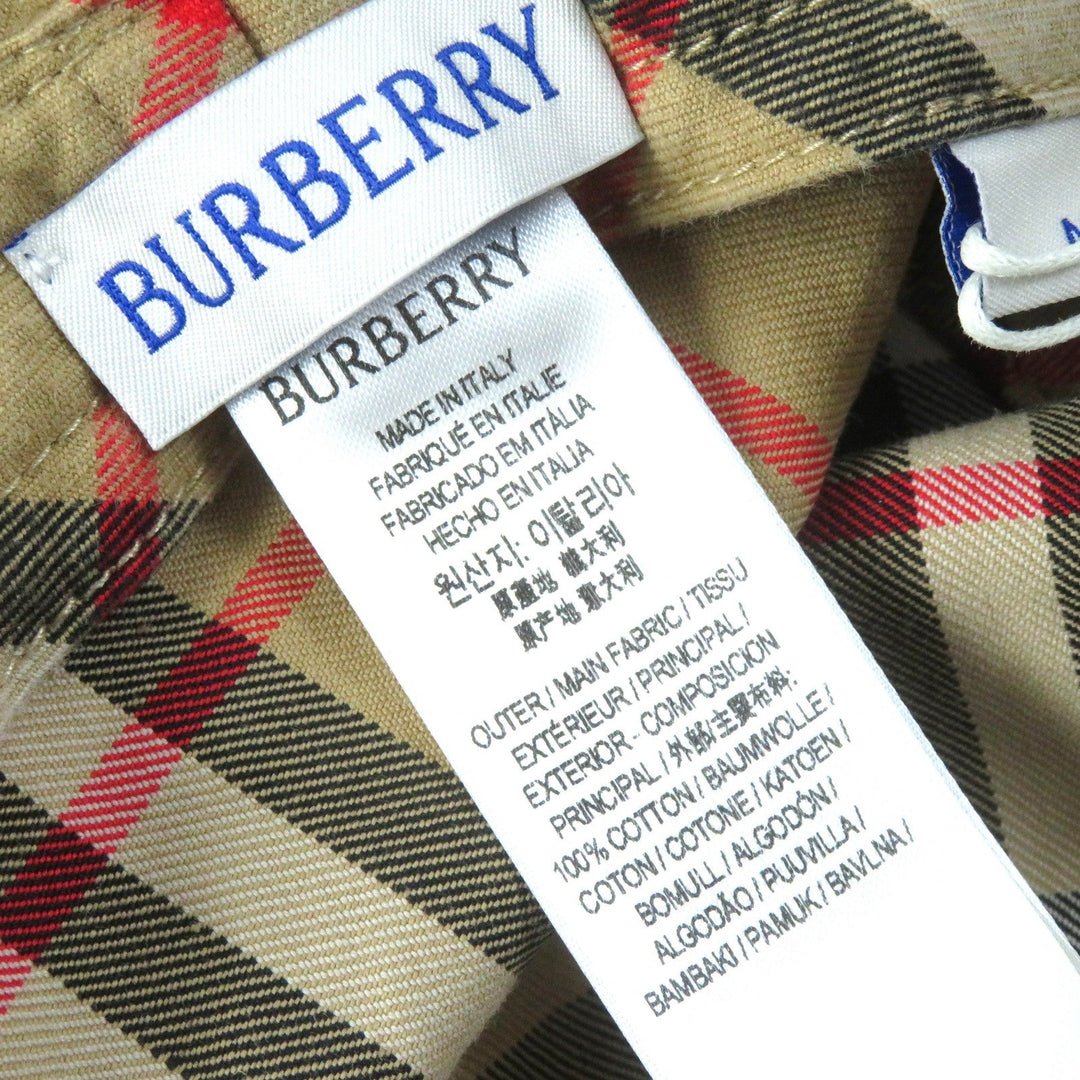 BURBERRY
BURBERRY
MADE IN ITALY
FABRIQUÉ EN ITALIE
FABRICADO EM ITÁLIA
HECHO EN ITALIA
원산지: 이탈리아
原產地 意大利
原产地 意大利
OUTER / MAIN FABRIC / TISSU
EXTÉRIEUR / PRINCIPAL /
EXTERIOR - COMPOSICION
PRINCIPAL / 外部/主要布料:
100% COTTON / BAUMWOLLE /
COTON / COTONE / KATOEN /
BOMULL / ALGODÓN /
ALGODÃO / PUUVILLA /
BAMBAKI / PAMUK / BAVLNA /